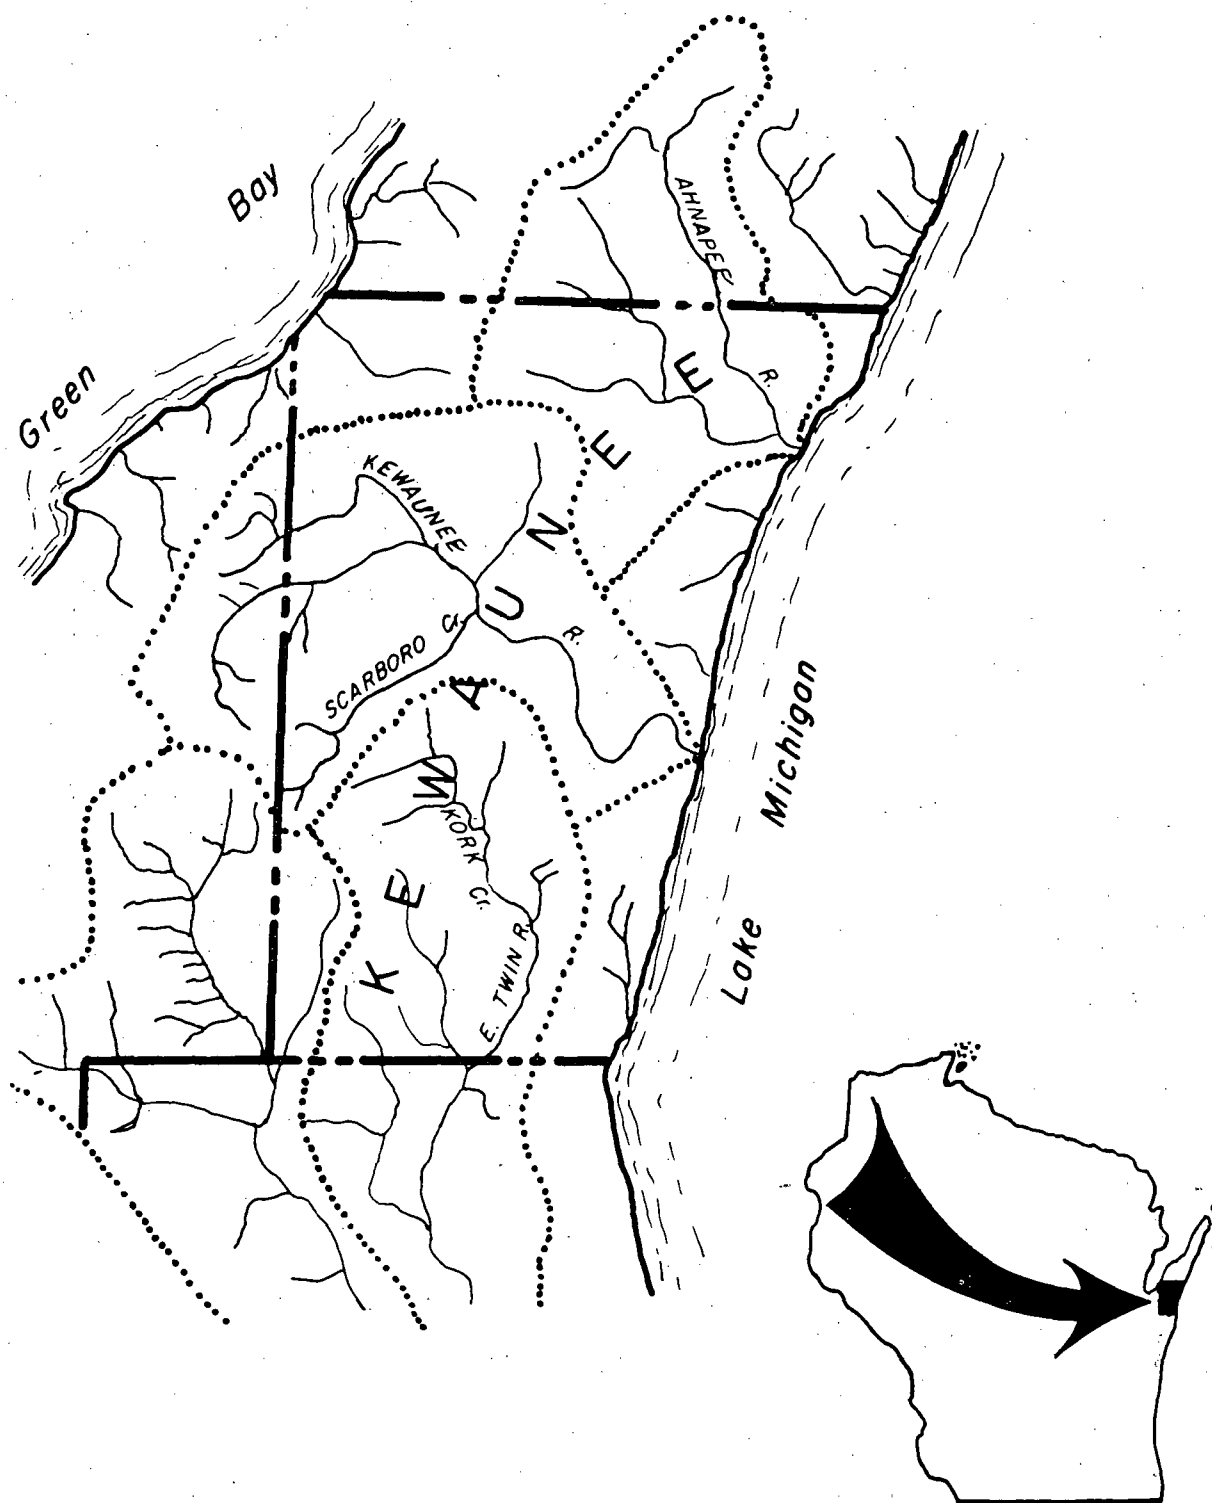 Green Bay
AHNAPEE R.
KEWAUNEE R.
SCARBORO Cr.
KEWAUNEE
KORK Cr.
E. TWIN R.
Lake Michigan